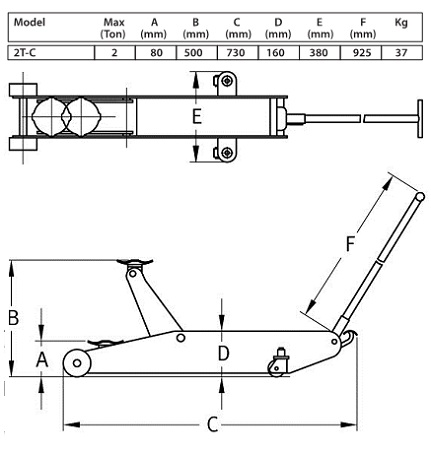 Model Max A B C D E F Kg
(Ton) (mm) (mm) (mm) (mm) (mm) (mm)
2T-C 2 80 500 730 160 380 925 37
E
F
B
A
D
C